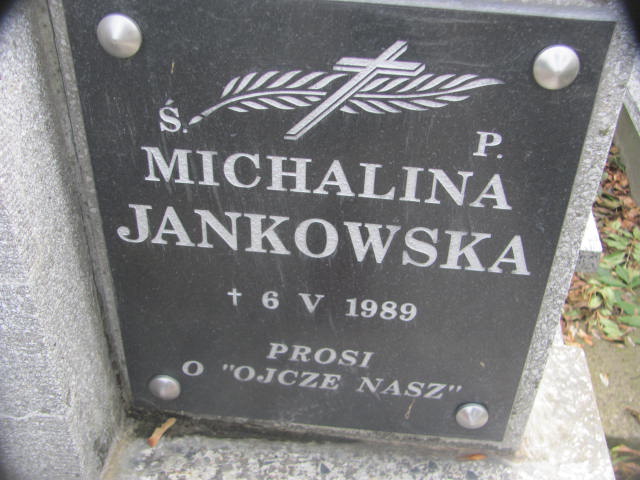 Ś. P.
MICHALINA
JANKOWSKA
✝ 6 V 1989
PROSI
O "OJCZE NASZ"